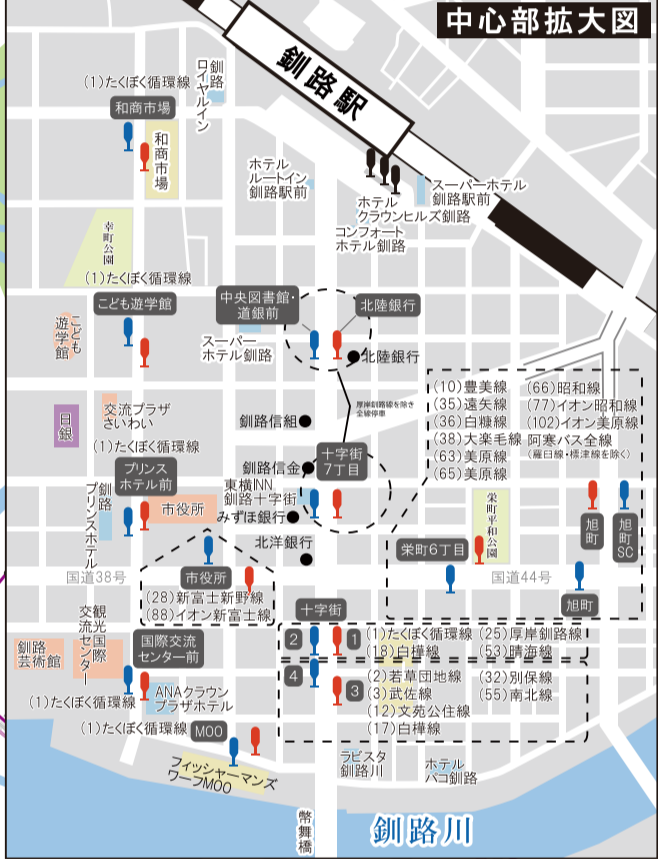 中心部拡大図
釧路駅
(1)たくぼく循環線
釧路
ロイヤルイン
和商市場
和商市場
ホテル
ルートイン
釧路駅前
スーパーホテル
釧路駅前
ホテル
クラウンヒルズ釧路
コンフォート
ホテル釧路
幸町公園
(1)たくぼく循環線
こども遊学館
こども
遊学館
中央図書館・
道銀前
北陸銀行
スーパー
ホテル釧路
北陸銀行
厚岸釧路線を除き
全線停車
日銀
交流プラザ
さいわい
(1)たくぼく循環線
釧路信組
十字街
7丁目
釧路信金
プリンス
ホテル前
釧路
プリンスホテル
市役所
東横INN
釧路十字街
みずほ銀行
北洋銀行
(10)豊美線
(35)遠矢線
(36)白糠線
(38)大楽毛線
(63)美原線
(65)美原線
(66)昭和線
(77)イオン昭和線
(102)イオン美原線
阿寒バス全線
(羅臼線・標津線を除く)
栄町平和公園
旭町
旭町SC
栄町6丁目
国道44号
旭町
国道38号
市役所
(28)新富士新野線
(88)イオン新富士線
十字街
2
1
(1)たくぼく循環線
(18)白樺線
(25)厚岸釧路線
(53)晴海線
4
3
(2)若草団地線
(3)武佐線
(12)文苑公住線
(17)白樺線
(32)別保線
(55)南北線
釧路
芸術館
観光国際
交流センター
国際交流
センター前
(1)たくぼく循環線
ANAクラウン
プラザホテル
(1)たくぼく循環線
MOO
フィッシャーマンズ
ワーフMOO
ラビスタ
釧路川
ホテル
パコ釧路
幣舞橋
釧路川